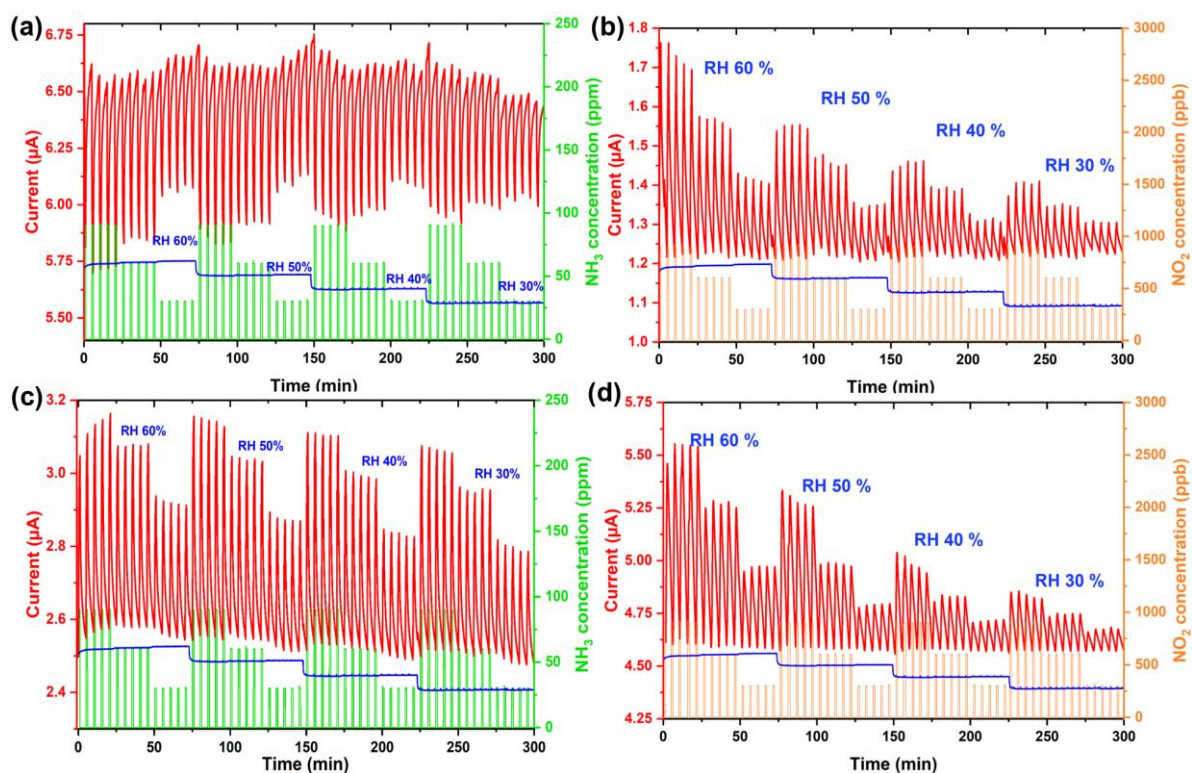 (a)
Current (µA)
6.75
6.50
6.25
6.00
5.75
5.50
RH 60%
RH 50%
RH 40%
RH 30%
250
200
150
100
50
0
NH3 concentration (ppm)
0 50 100 150 200 250 300
Time (min)
(b)
Current (µA)
1.8
1.7
1.6
1.5
1.4
1.3
1.2
1.1
1.0
RH 60 %
RH 50 %
RH 40 %
RH 30 %
3000
2500
2000
1500
1000
500
0
NO2 concentration (ppb)
0 50 100 150 200 250 300
Time (min)
(c)
Current (µA)
3.2
3.0
2.8
2.6
2.4
RH 60%
RH 50%
RH 40%
RH 30%
250
200
150
100
50
0
NH3 concentration (ppm)
0 50 100 150 200 250 300
Time (min)
(d)
Current (µA)
5.75
5.50
5.25
5.00
4.75
4.50
4.25
RH 60 %
RH 50 %
RH 40 %
RH 30 %
3000
2500
2000
1500
1000
500
0
NO2 concentration (ppb)
0 50 100 150 200 250 300
Time (min)